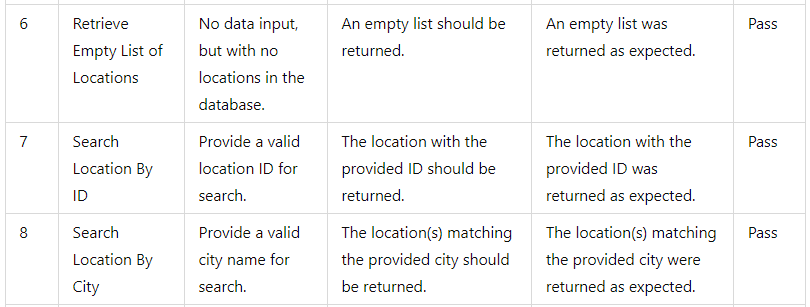 6 Retrieve No data input, An empty list should be An empty list was Pass
Empty List of but with no returned. returned as expected.
Locations locations in the
database.
7 Search Provide a valid The location with the The location with the Pass
Location By location ID for provided ID should be provided ID was
ID search. returned. returned as expected.
8 Search Provide a valid The location(s) matching The location(s) matching Pass
Location By city name for the provided city should the provided city were
City search. be returned. returned as expected.